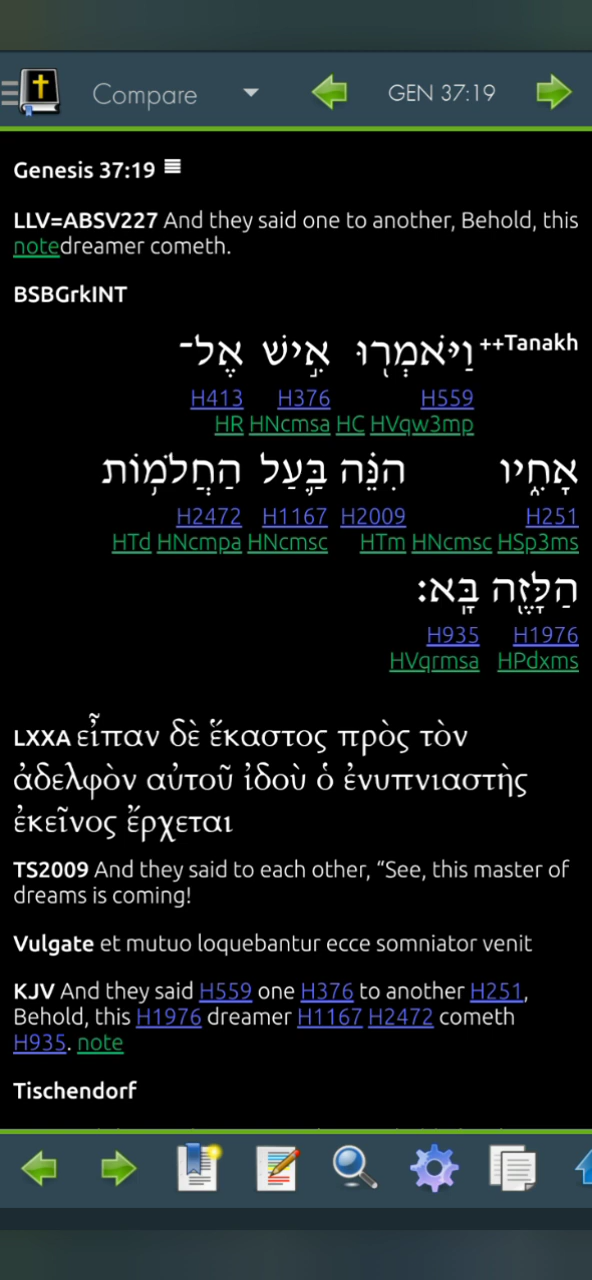 Compare
GEN 37:19
Genesis 37:19
LLV=ABSV227 And they said one to another, Behold, this
notedreamer cometh.
BSBGrkINT
++Tanakh וַיֹּאמְר֖וּ אִ֣ישׁ אֶל־
H413 H376 H559
HR HNcmsa HC HVqw3mp
אָחִ֑יו הִנֵּ֗ה בַּ֛עַל הַחֲלֹמ֥וֹת
H2472 H1167 H2009 H251
HTd HNcmpa HNcmsc HTm HNcmsc HSp3ms
הַלָּזֶ֖ה בָּֽא׃
H935 H1976
HVqrmsa HPdxms
LXXA εἶπαν δὲ ἕκαστος πρὸς τὸν
ἀδελφὸν αὐτοῦ ἰδοὺ ὁ ἐνυπνιαστὴς
ἐκεῖνος ἔρχεται
TS2009 And they said to each other, “See, this master of
dreams is coming!
Vulgate et mutuo loquebantur ecce somniator venit
KJV And they said H559 one H376 to another H251,
Behold, this H1976 dreamer H1167 H2472 cometh
H935. note
Tischendorf